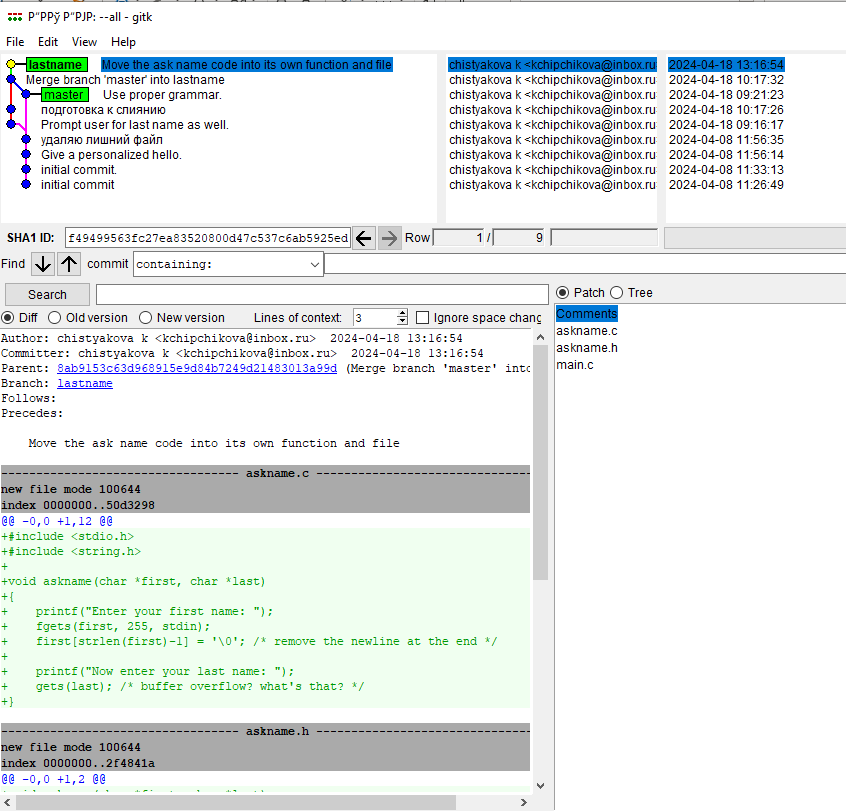 Р“РРў Р“РЈР: --all - gitk
File Edit View Help
lastname Move the ask name code into its own function and file chistyakova k <kchipchikova@inbox.ru 2024-04-18 13:16:54
Merge branch 'master' into lastname chistyakova k <kchipchikova@inbox.ru 2024-04-18 10:17:32
master Use proper grammar. chistyakova k <kchipchikova@inbox.ru 2024-04-18 09:21:23
подготовка к слиянию chistyakova k <kchipchikova@inbox.ru 2024-04-18 10:17:26
Prompt user for last name as well. chistyakova k <kchipchikova@inbox.ru 2024-04-18 09:16:17
удаляю лишний файл chistyakova k <kchipchikova@inbox.ru 2024-04-08 11:56:35
Give a personalized hello. chistyakova k <kchipchikova@inbox.ru 2024-04-08 11:56:14
initial commit. chistyakova k <kchipchikova@inbox.ru 2024-04-08 11:33:13
initial commit chistyakova k <kchipchikova@inbox.ru 2024-04-08 11:26:49
SHA1 ID: f49499563fc27ea83520800d47c537c6ab5925ed Row 1 / 9
Find commit containing:
Search
Patch Tree
Diff Old version New version Lines of context: 3 Ignore space chang
Comments
askname.c
askname.h
main.c
Author: chistyakova k <kchipchikova@inbox.ru> 2024-04-18 13:16:54
Committer: chistyakova k <kchipchikova@inbox.ru> 2024-04-18 13:16:54
Parent: 8ab9153c63d968915e9d84b7249d21483013a99d (Merge branch 'master' into
Branch: lastname
Follows:
Precedes:
Move the ask name code into its own function and file
---------------------------------- askname.c -------------------------------
new file mode 100644
index 0000000..50d3298
@@ -0,0 +1,12 @@
+#include <stdio.h>
+#include <string.h>
+
+void askname(char *first, char *last)
+{
+    printf("Enter your first name: ");
+    fgets(first, 255, stdin);
+    first[strlen(first)-1] = '\0'; /* remove the newline at the end */
+
+    printf("Now enter your last name: ");
+    gets(last); /* buffer overflow? what's that? */
+}
---------------------------------- askname.h -------------------------------
new file mode 100644
index 0000000..2f4841a
@@ -0,0 +1,2 @@